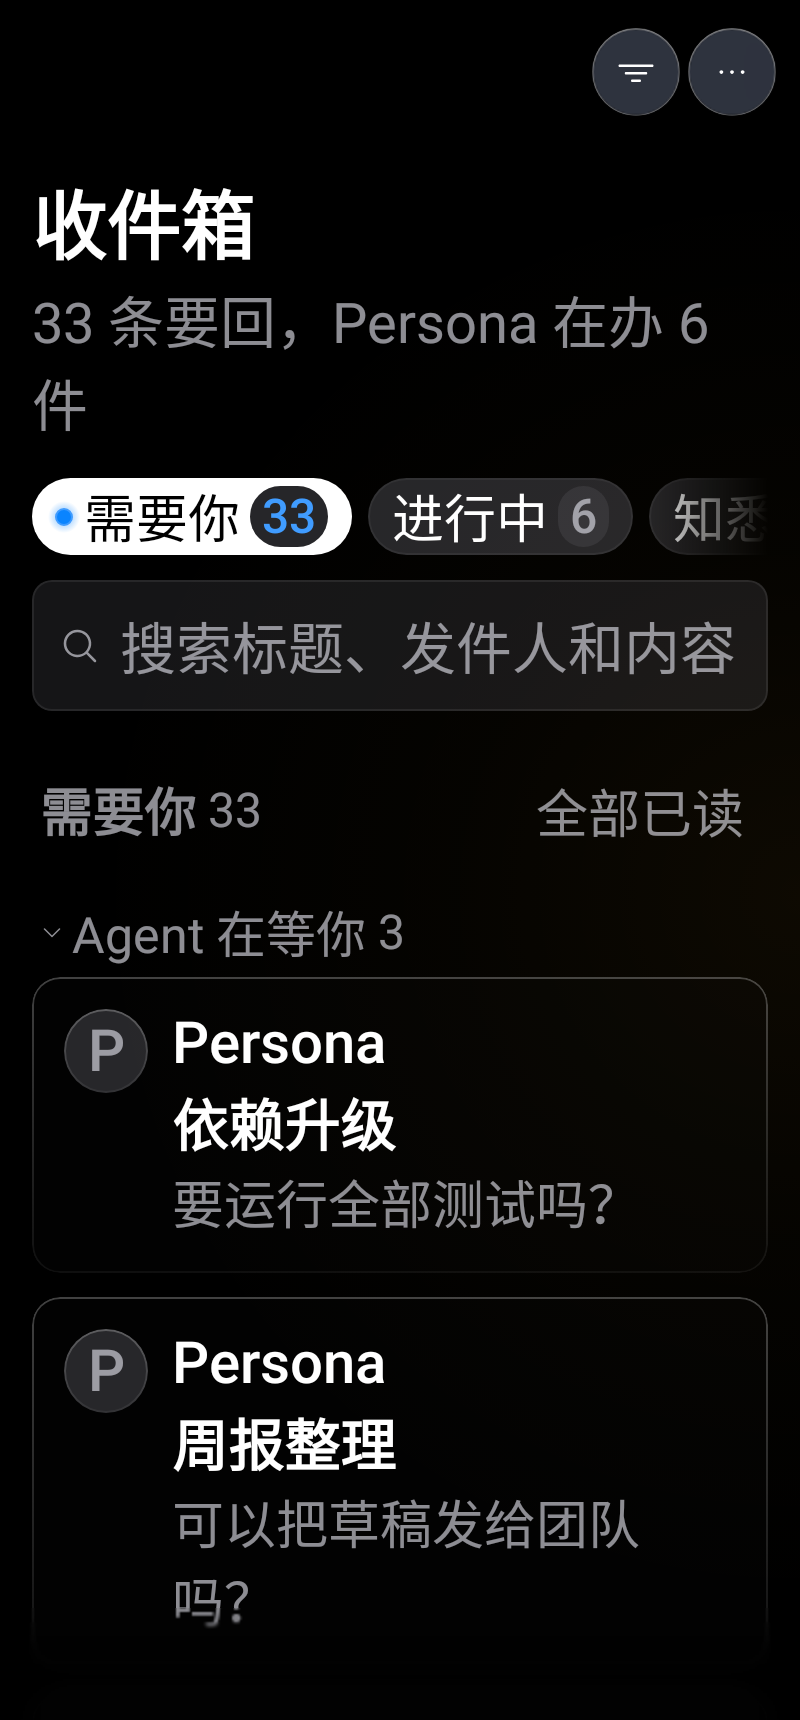 收件箱
33 条要回，Persona 在办 6
件
需要你 33
进行中 6
知悉
搜索标题、发件人和内容
需要你 33
全部已读
Agent 在等你 3
P
Persona
依赖升级
要运行全部测试吗？
P
Persona
周报整理
可以把草稿发给团队
吗？